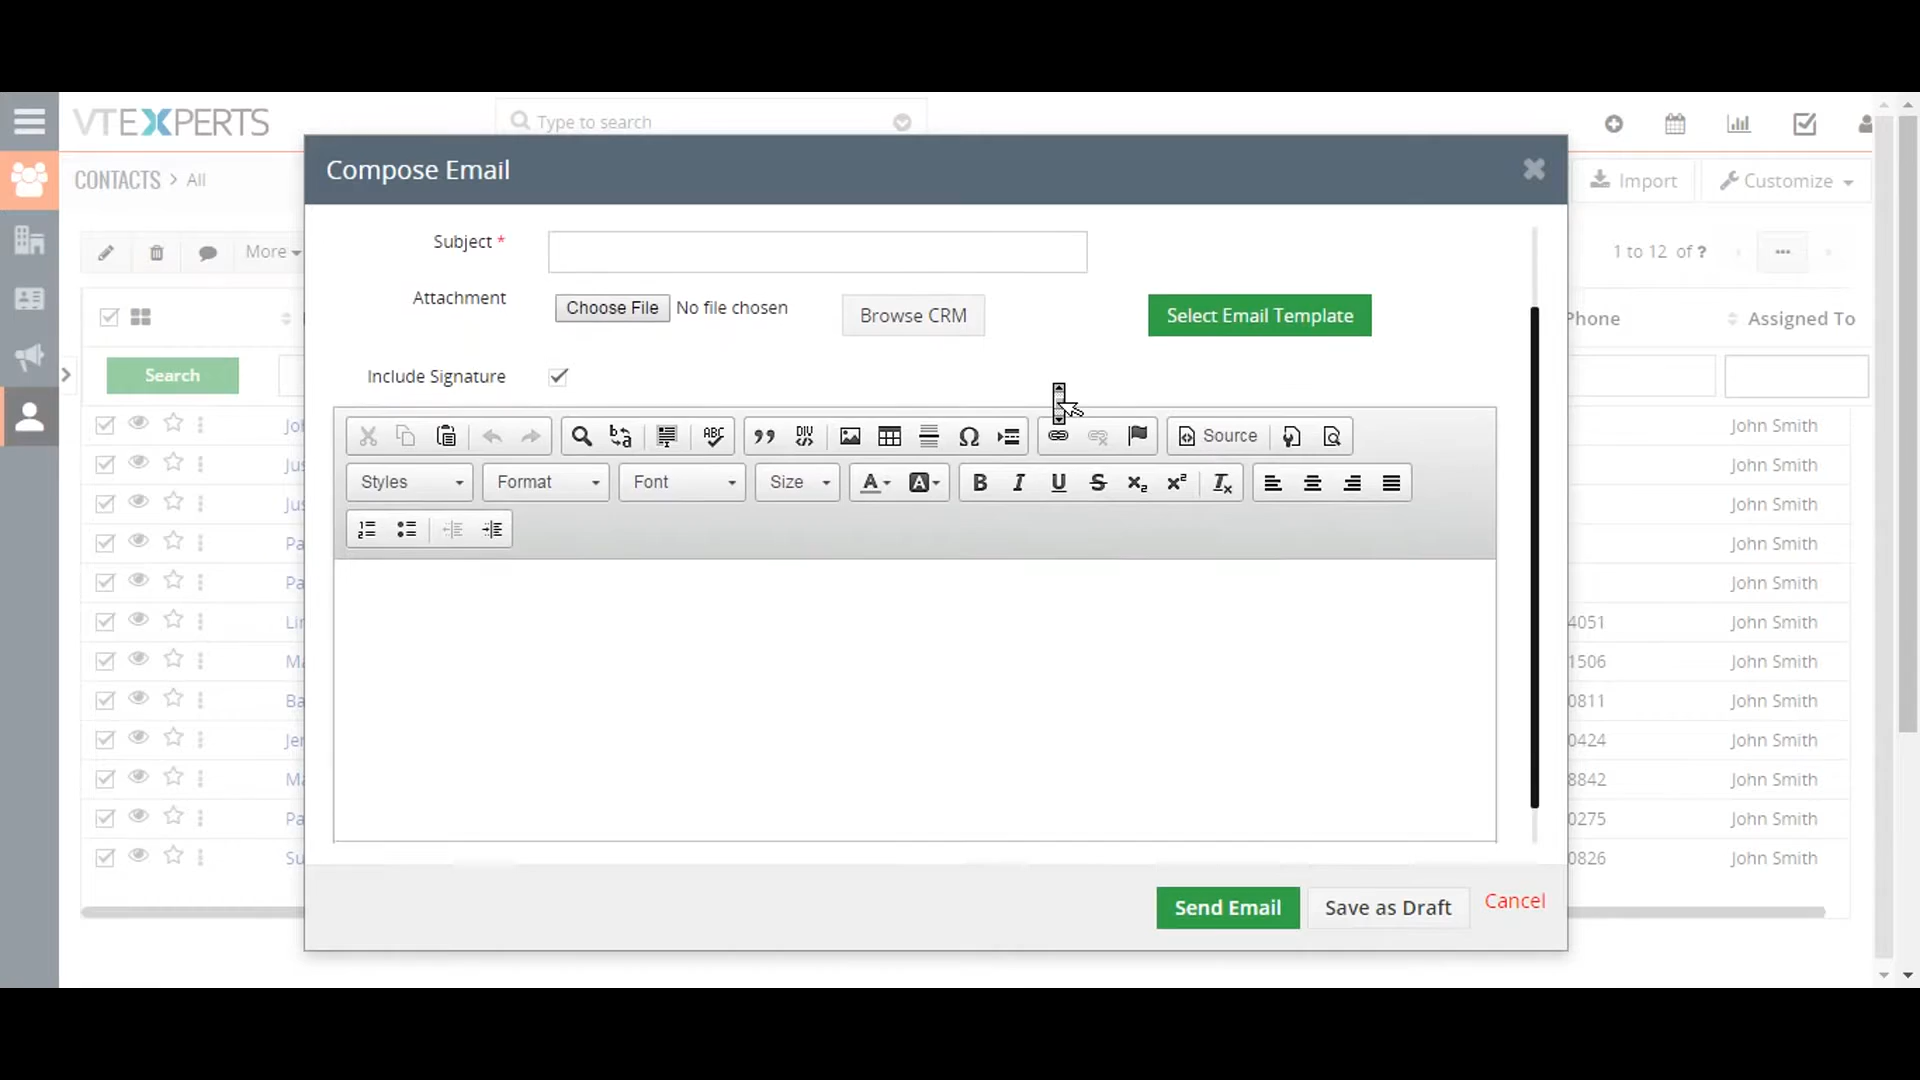 VTEXPERTS
Type to search
CONTACTS > All
Import
Customize
Compose Email
More
1 to 12 of ?
Subject *
Attachment
Choose File
No file chosen
Browse CRM
Select Email Template
Phone
Assigned To
Search
Include Signature
Source
Styles
Format
Font
Size
John Smith
John Smith
John Smith
John Smith
John Smith
4051 John Smith
1506 John Smith
0811 John Smith
0424 John Smith
8842 John Smith
0275 John Smith
0826 John Smith
Send Email
Save as Draft
Cancel